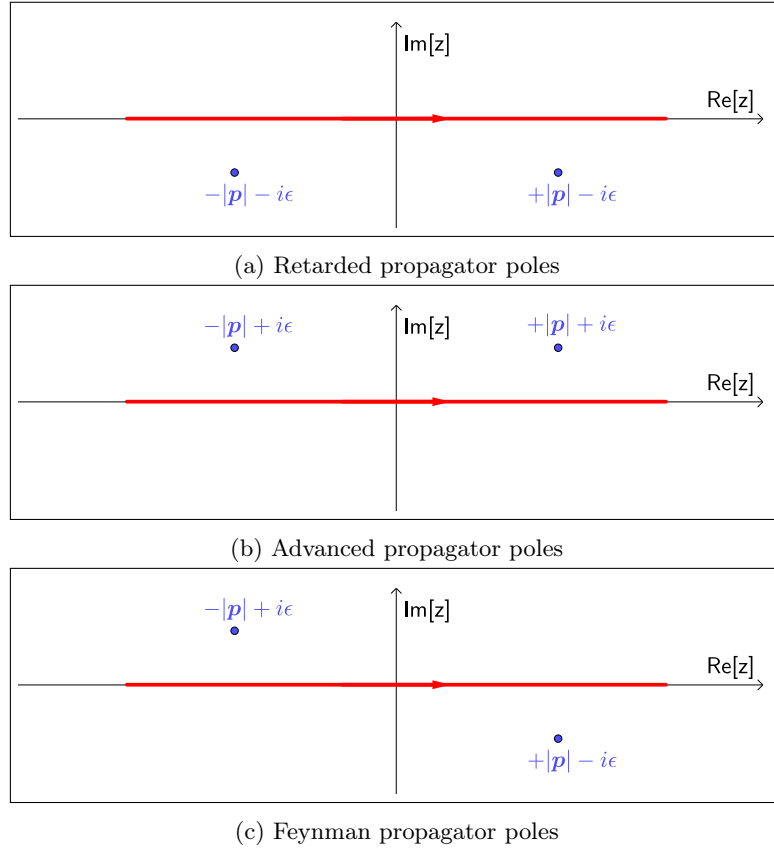 Im[z]
Re[z]
−|p| − iϵ
+|p| − iϵ
(a) Retarded propagator poles
−|p| + iϵ
+|p| + iϵ
Im[z]
Re[z]
(b) Advanced propagator poles
−|p| + iϵ
Im[z]
Re[z]
+|p| − iϵ
(c) Feynman propagator poles